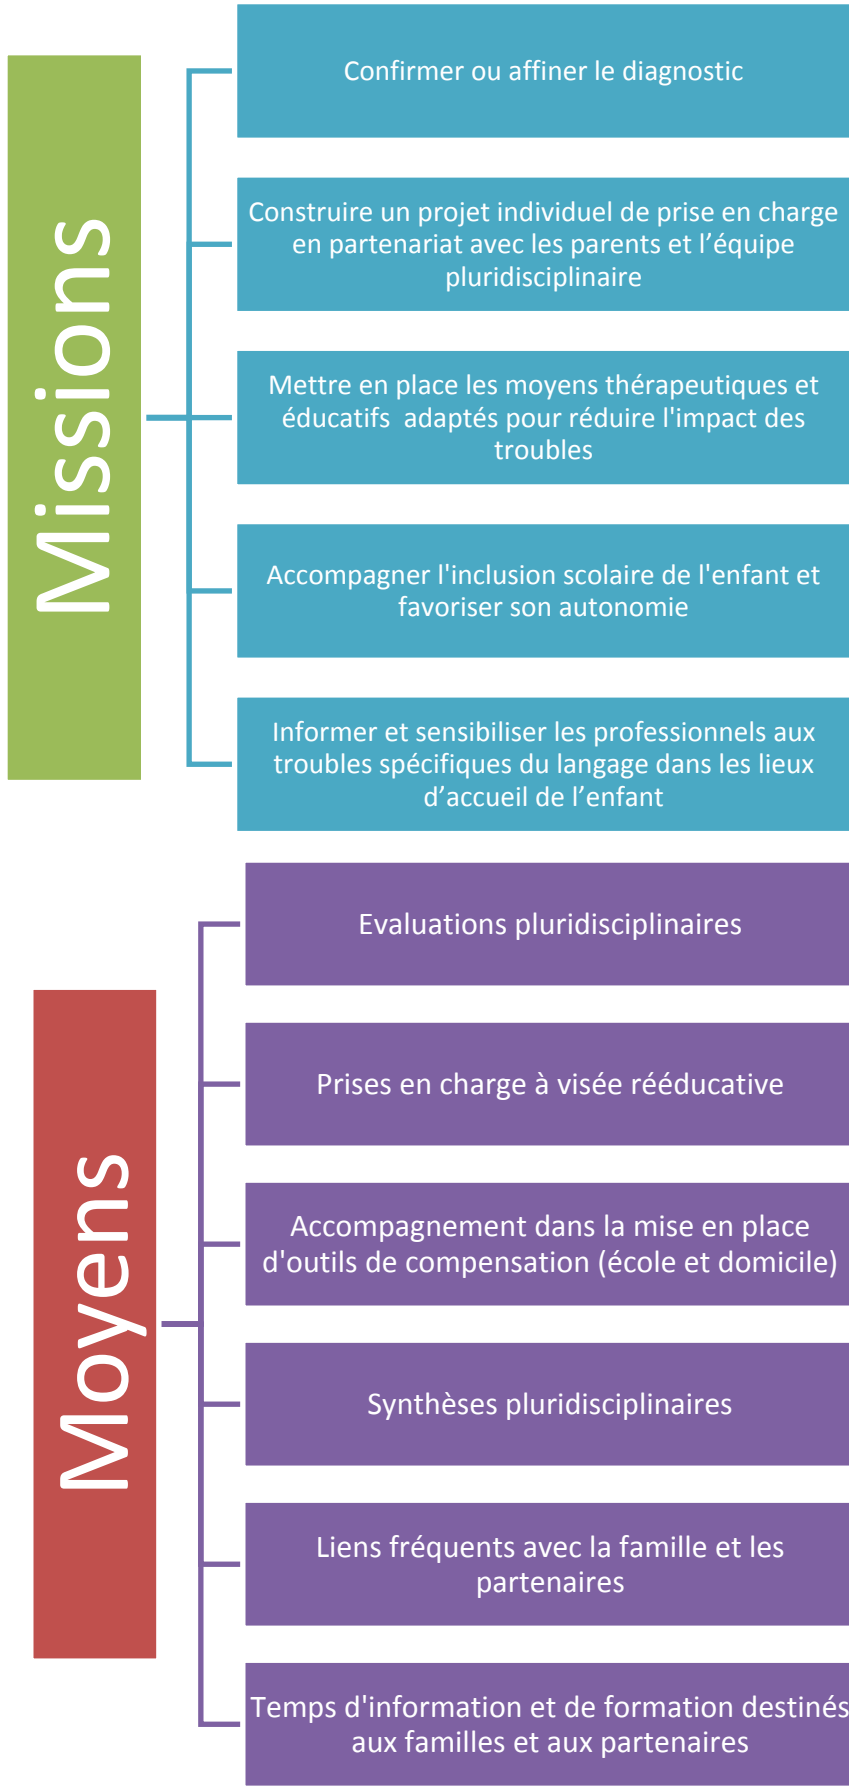 Missions
Confirmer ou affiner le diagnostic
Construire un projet individuel de prise en charge
en partenariat avec les parents et l’équipe
pluridisciplinaire
Mettre en place les moyens thérapeutiques et
éducatifs  adaptés pour réduire l'impact des
troubles
Accompagner l'inclusion scolaire de l'enfant et
favoriser son autonomie
Informer et sensibiliser les professionnels aux
troubles spécifiques du langage dans les lieux
d’accueil de l’enfant
Moyens
Evaluations pluridisciplinaires
Prises en charge à visée rééducative
Accompagnement dans la mise en place
d'outils de compensation (école et domicile)
Synthèses pluridisciplinaires
Liens fréquents avec la famille et les
partenaires
Temps d'information et de formation destinés
aux familles et aux partenaires